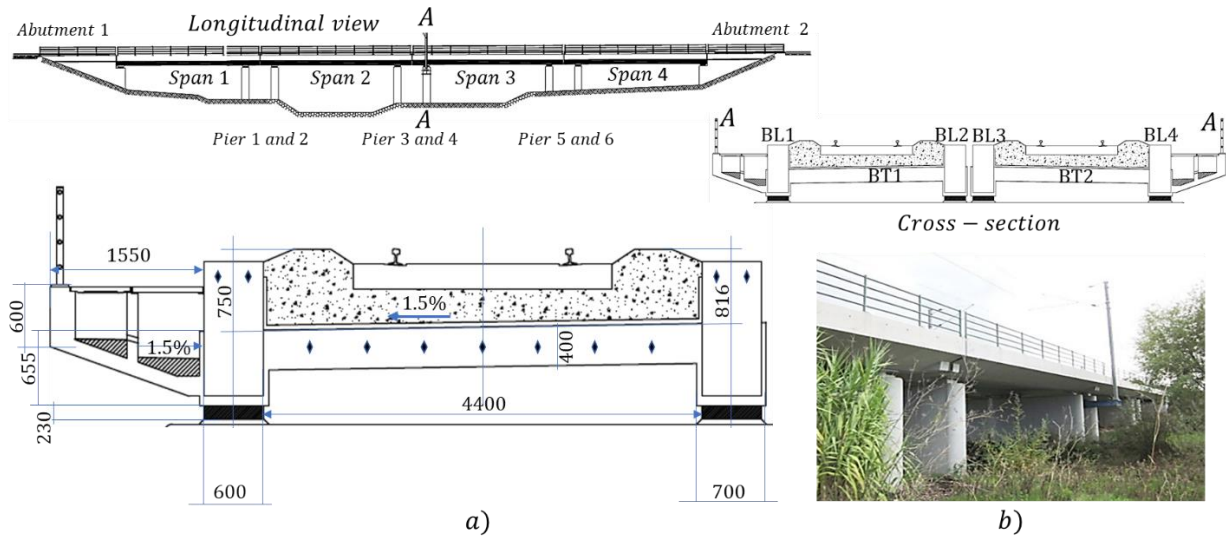 Abutment 1
Longitudinal view
A
Abutment 2
Span 1
Span 2
Span 3
Span 4
A
Pier 1 and 2
Pier 3 and 4
Pier 5 and 6
A
BL1
BL2
BL3
BL4
A
BT1
BT2
Cross – section
1550
600
655
230
1.5%
750
1.5%
400
816
4400
600
700
a)
b)